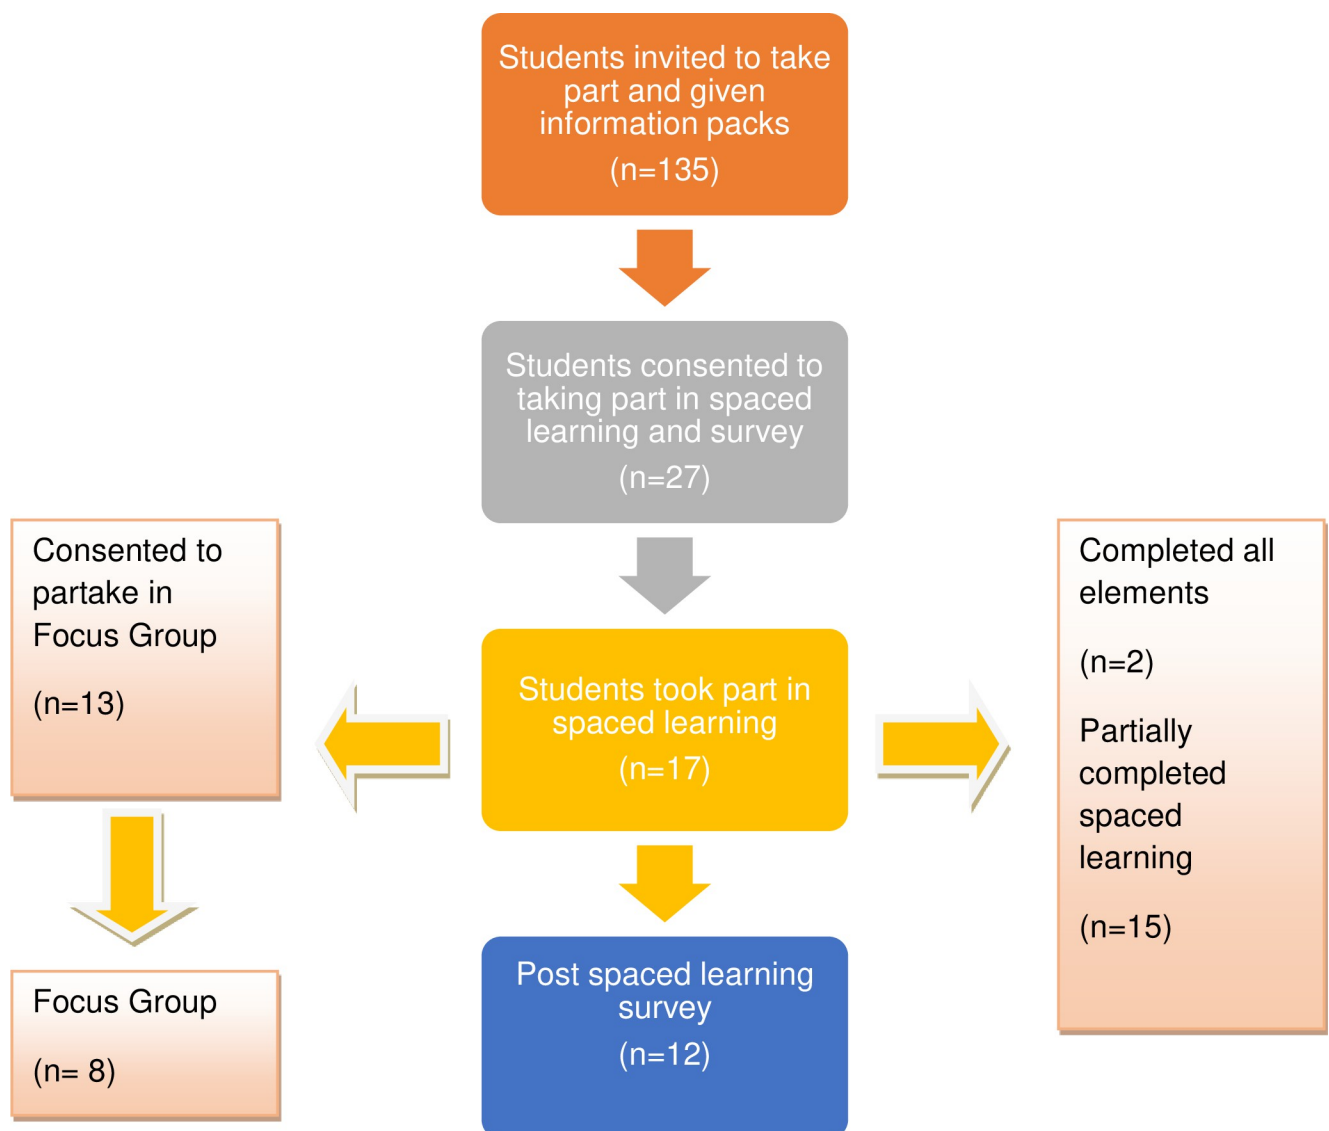 Students invited to take
part and given
information packs
(n=135)
Students consented to
taking part in spaced
learning and survey
(n=27)
Consented to
partake in
Focus Group
(n=13)
Students took part in
spaced learning
(n=17)
Completed all
elements
(n=2)
Partially
completed
spaced
learning
(n=15)
Focus Group
(n= 8)
Post spaced learning
survey
(n=12)